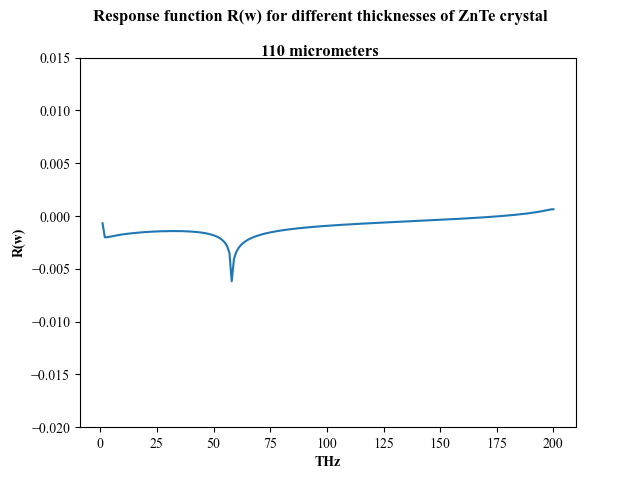 Response function R(w) for different thicknesses of ZnTe crystal
110 micrometers
0.015
0.010
0.005
0.000
−0.005
−0.010
−0.015
−0.020
R(w)
0 25 50 75 100 125 150 175 200
THz